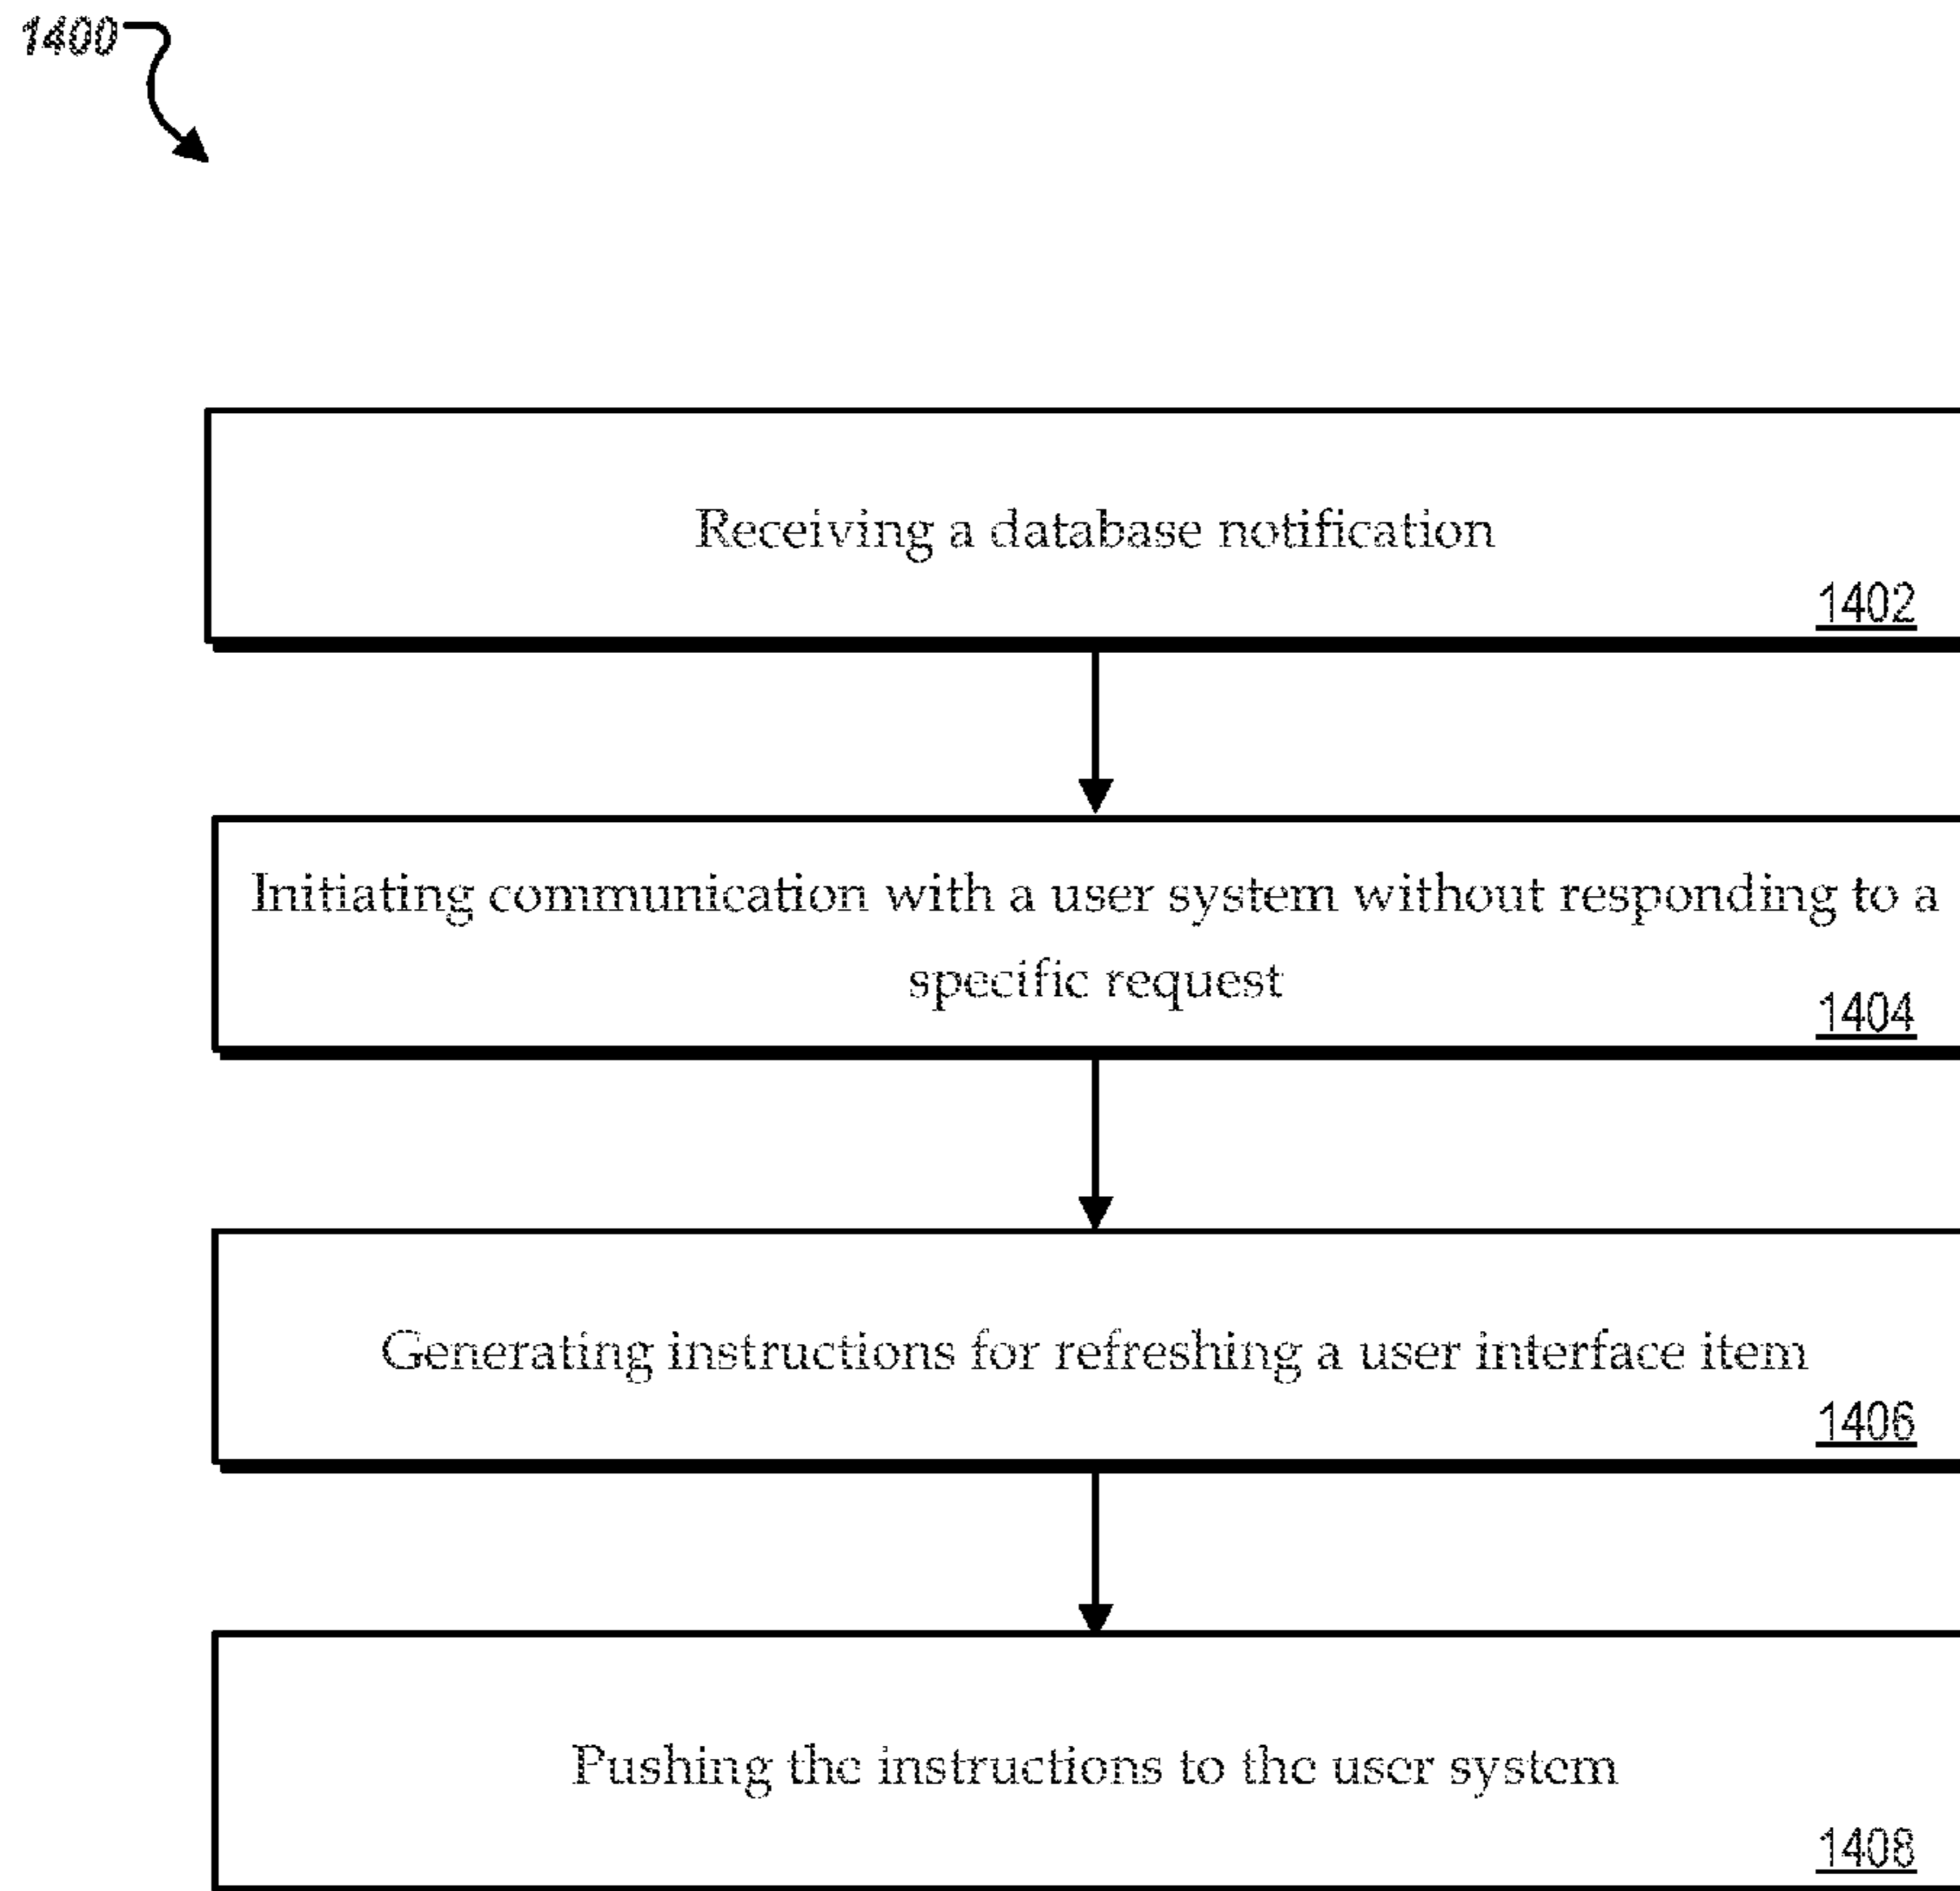 1400
Receiving a database notification
1402
Initiating communication with a user system without responding to a
specific request
1404
Generating instructions for refreshing a user interface item
1406
Pushing the instructions to the user system
1408